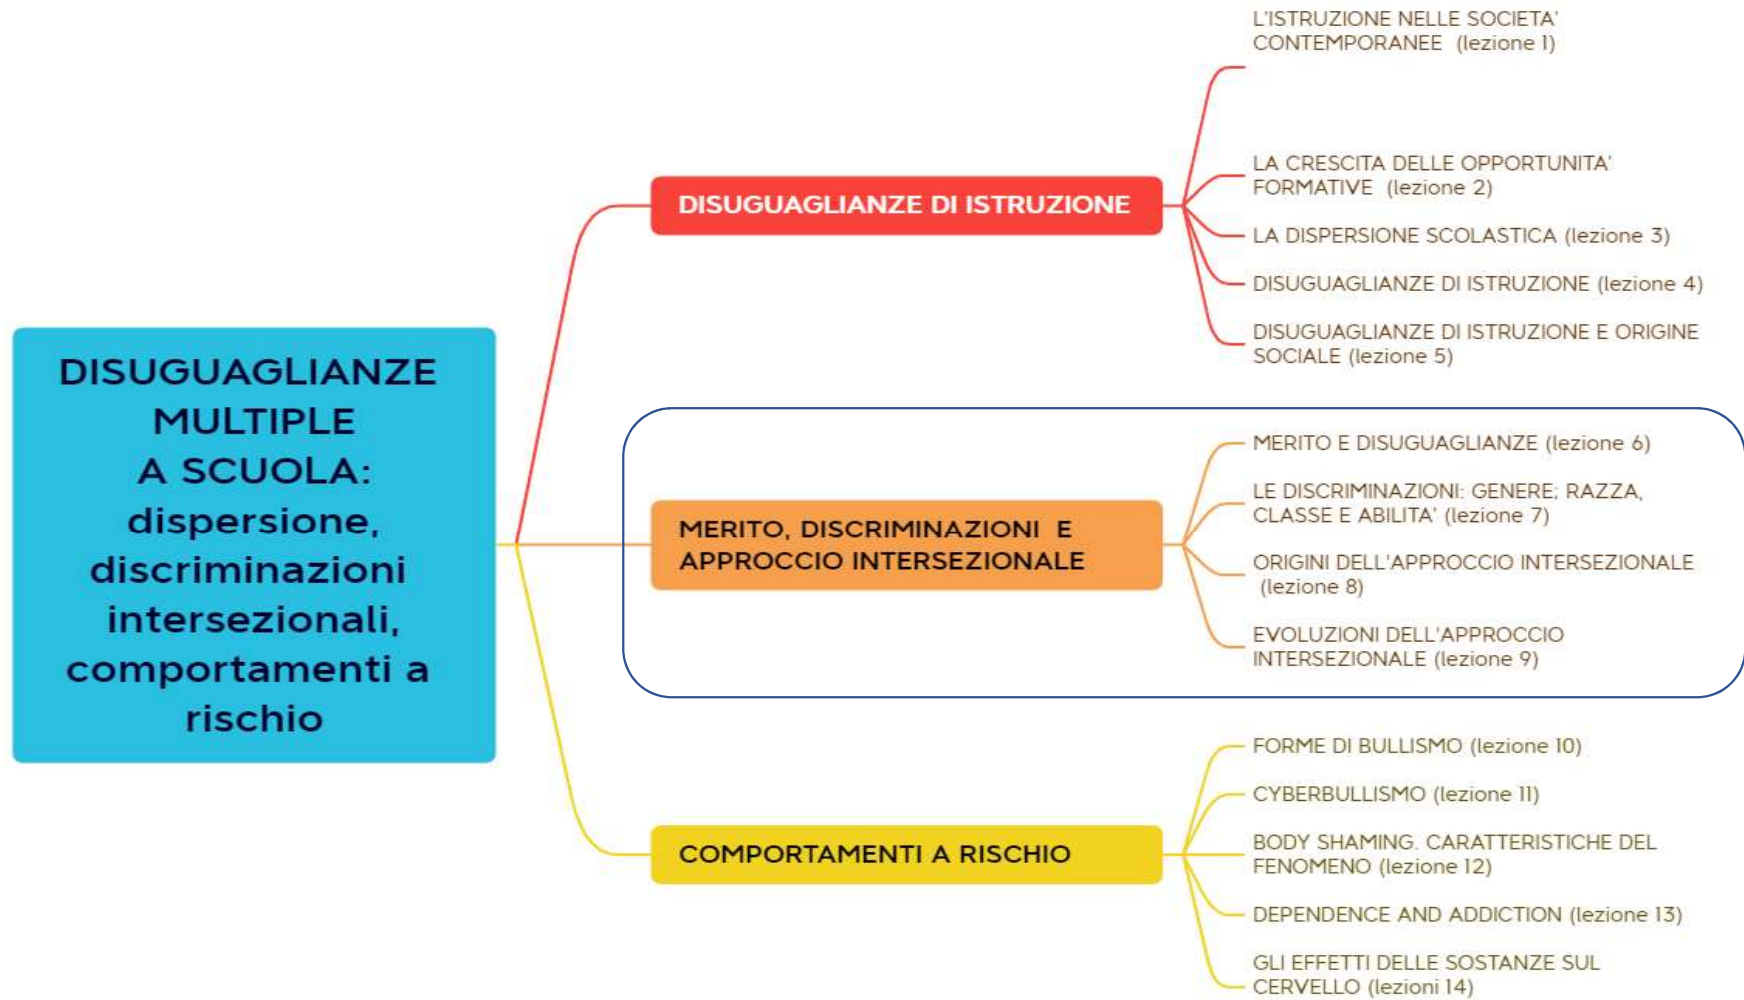 DISUGUAGLIANZE
MULTIPLE
A SCUOLA:
dispersione,
discriminazioni
intersezionali,
comportamenti a
rischio
DISUGUAGLIANZE DI ISTRUZIONE
L'ISTRUZIONE NELLE SOCIETA'
CONTEMPORANEE (lezione 1)
LA CRESCITA DELLE OPPORTUNITA'
FORMATIVE (lezione 2)
LA DISPERSIONE SCOLASTICA (lezione 3)
DISUGUAGLIANZE DI ISTRUZIONE (lezione 4)
DISUGUAGLIANZE DI ISTRUZIONE E ORIGINE
SOCIALE (lezione 5)
MERITO, DISCRIMINAZIONI E
APPROCCIO INTERSEZIONALE
MERITO E DISUGUAGLIANZE (lezione 6)
LE DISCRIMINAZIONI: GENERE; RAZZA,
CLASSE E ABILITA' (lezione 7)
ORIGINI DELL'APPROCCIO INTERSEZIONALE
(lezione 8)
EVOLUZIONI DELL'APPROCCIO
INTERSEZIONALE (lezione 9)
COMPORTAMENTI A RISCHIO
FORME DI BULLISMO (lezione 10)
CYBERBULLISMO (lezione 11)
BODY SHAMING. CARATTERISTICHE DEL
FENOMENO (lezione 12)
DEPENDENCE AND ADDICTION (lezione 13)
GLI EFFETTI DELLE SOSTANZE SUL
CERVELLO (lezioni 14)